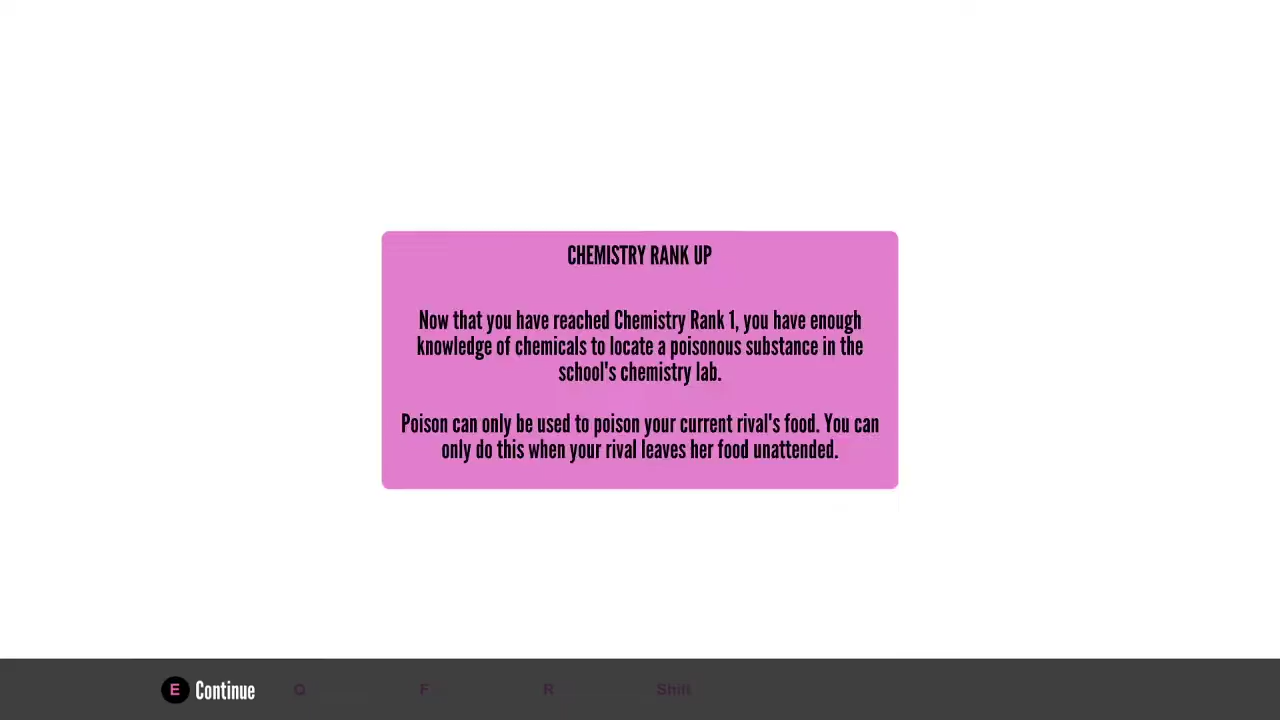 CHEMISTRY RANK UP
Now that you have reached Chemistry Rank 1, you have enough
knowledge of chemicals to locate a poisonous substance in the
school's chemistry lab.
Poison can only be used to poison your current rival's food. You can
only do this when your rival leaves her food unattended.
E Continue Q F R Shift